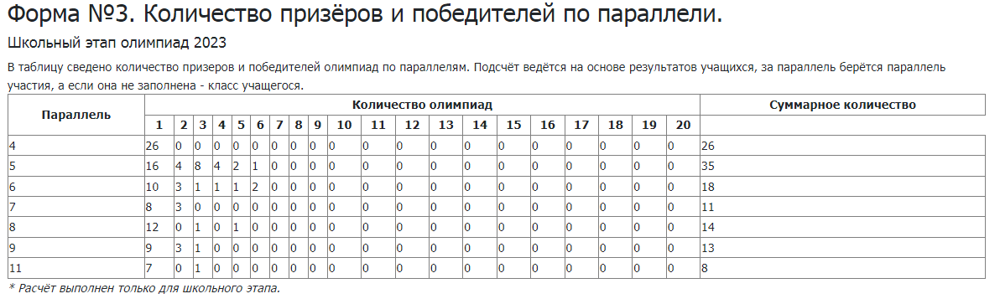 Форма №3. Количество призёров и победителей по параллели.
Школьный этап олимпиад 2023
В таблицу сведено количество призеров и победителей олимпиад по параллелям. Подсчёт ведётся на основе результатов учащихся, за параллель берётся параллель
участия, а если она не заполнена - класс учащегося.
Параллель Количество олимпиад Суммарное количество
1 2 3 4 5 6 7 8 9 10 11 12 13 14 15 16 17 18 19 20
4 26 0 0 0 0 0 0 0 0 0 0 0 0 0 0 0 0 0 0 0 26
5 16 4 8 4 2 1 0 0 0 0 0 0 0 0 0 0 0 0 0 0 35
6 10 3 1 1 1 2 0 0 0 0 0 0 0 0 0 0 0 0 0 0 18
7 8 3 0 0 0 0 0 0 0 0 0 0 0 0 0 0 0 0 0 0 11
8 12 0 1 0 1 0 0 0 0 0 0 0 0 0 0 0 0 0 0 0 14
9 9 3 1 0 0 0 0 0 0 0 0 0 0 0 0 0 0 0 0 0 13
11 7 0 1 0 0 0 0 0 0 0 0 0 0 0 0 0 0 0 0 0 8
* Расчёт выполнен только для школьного этапа.